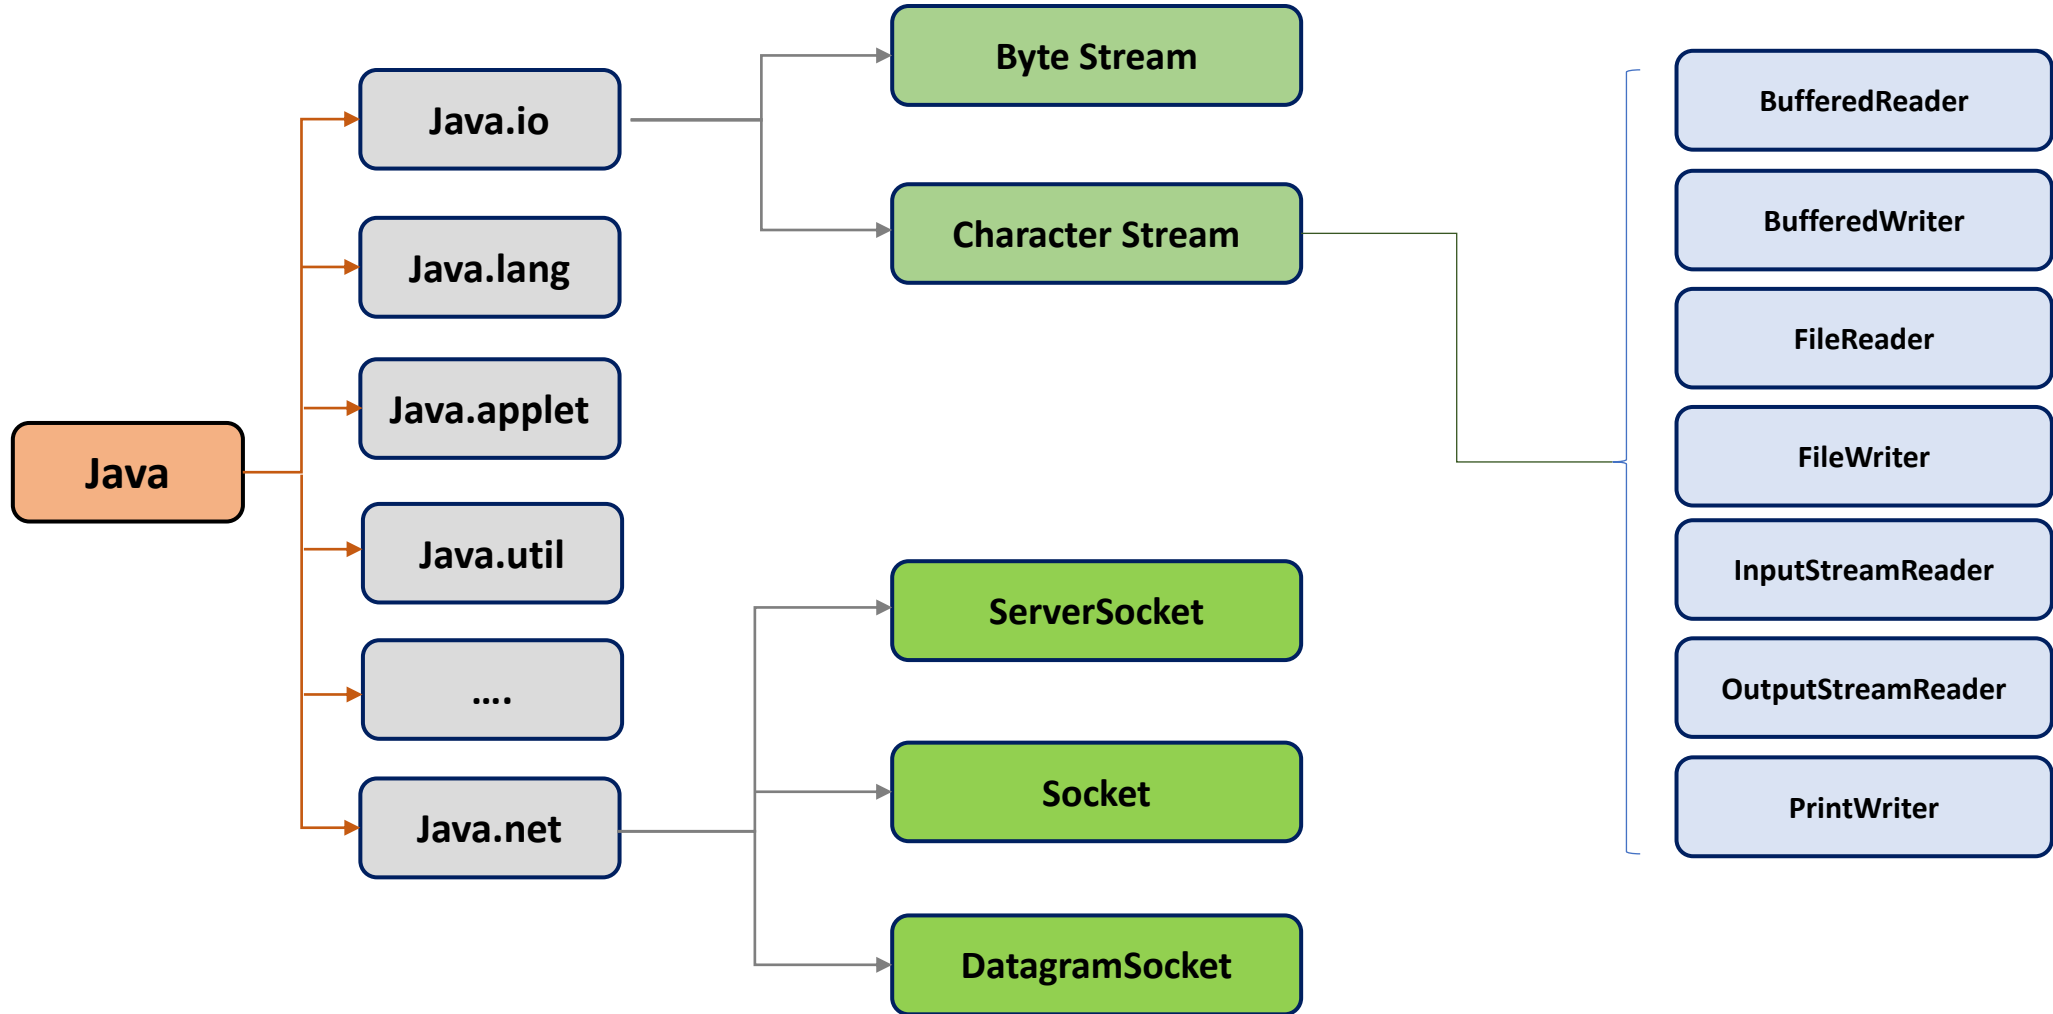 Java
Java.io
Java.lang
Java.applet
Java.util
....
Java.net
Byte Stream
Character Stream
ServerSocket
Socket
DatagramSocket
BufferedReader
BufferedWriter
FileReader
FileWriter
InputStreamReader
OutputStreamReader
PrintWriter